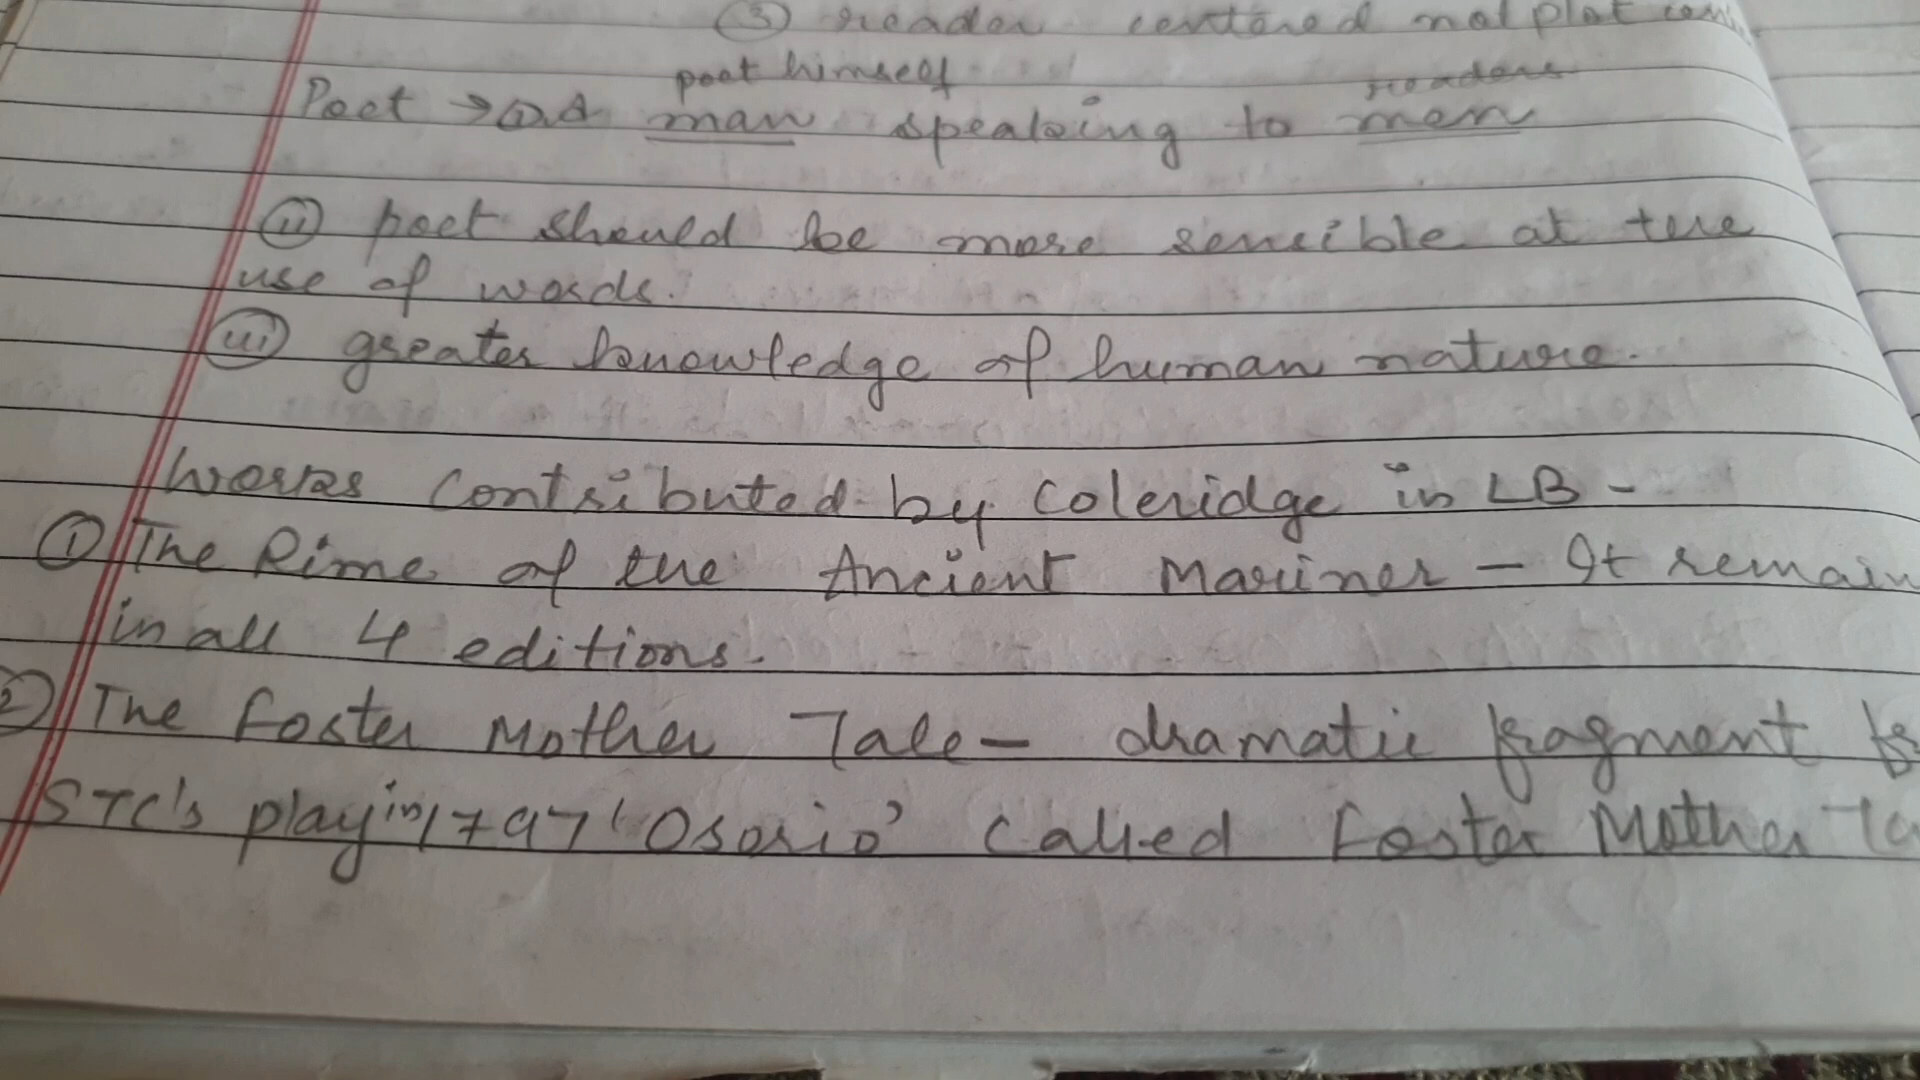 ③ reader centered not plot
poet himself readers
Poet → ① A man speaking to men
ⅱ poet should be more sensible at the
use of words.
ⅲ greater knowledge of human nature.
Works Contributed by Coleridge in LB -
① The Rime of the Ancient Mariner - It remain
in all 4 editions.
② The Foster Mother Tale - dramatic fragment
STC's play in 1797 'Osorio' called Foster Mother